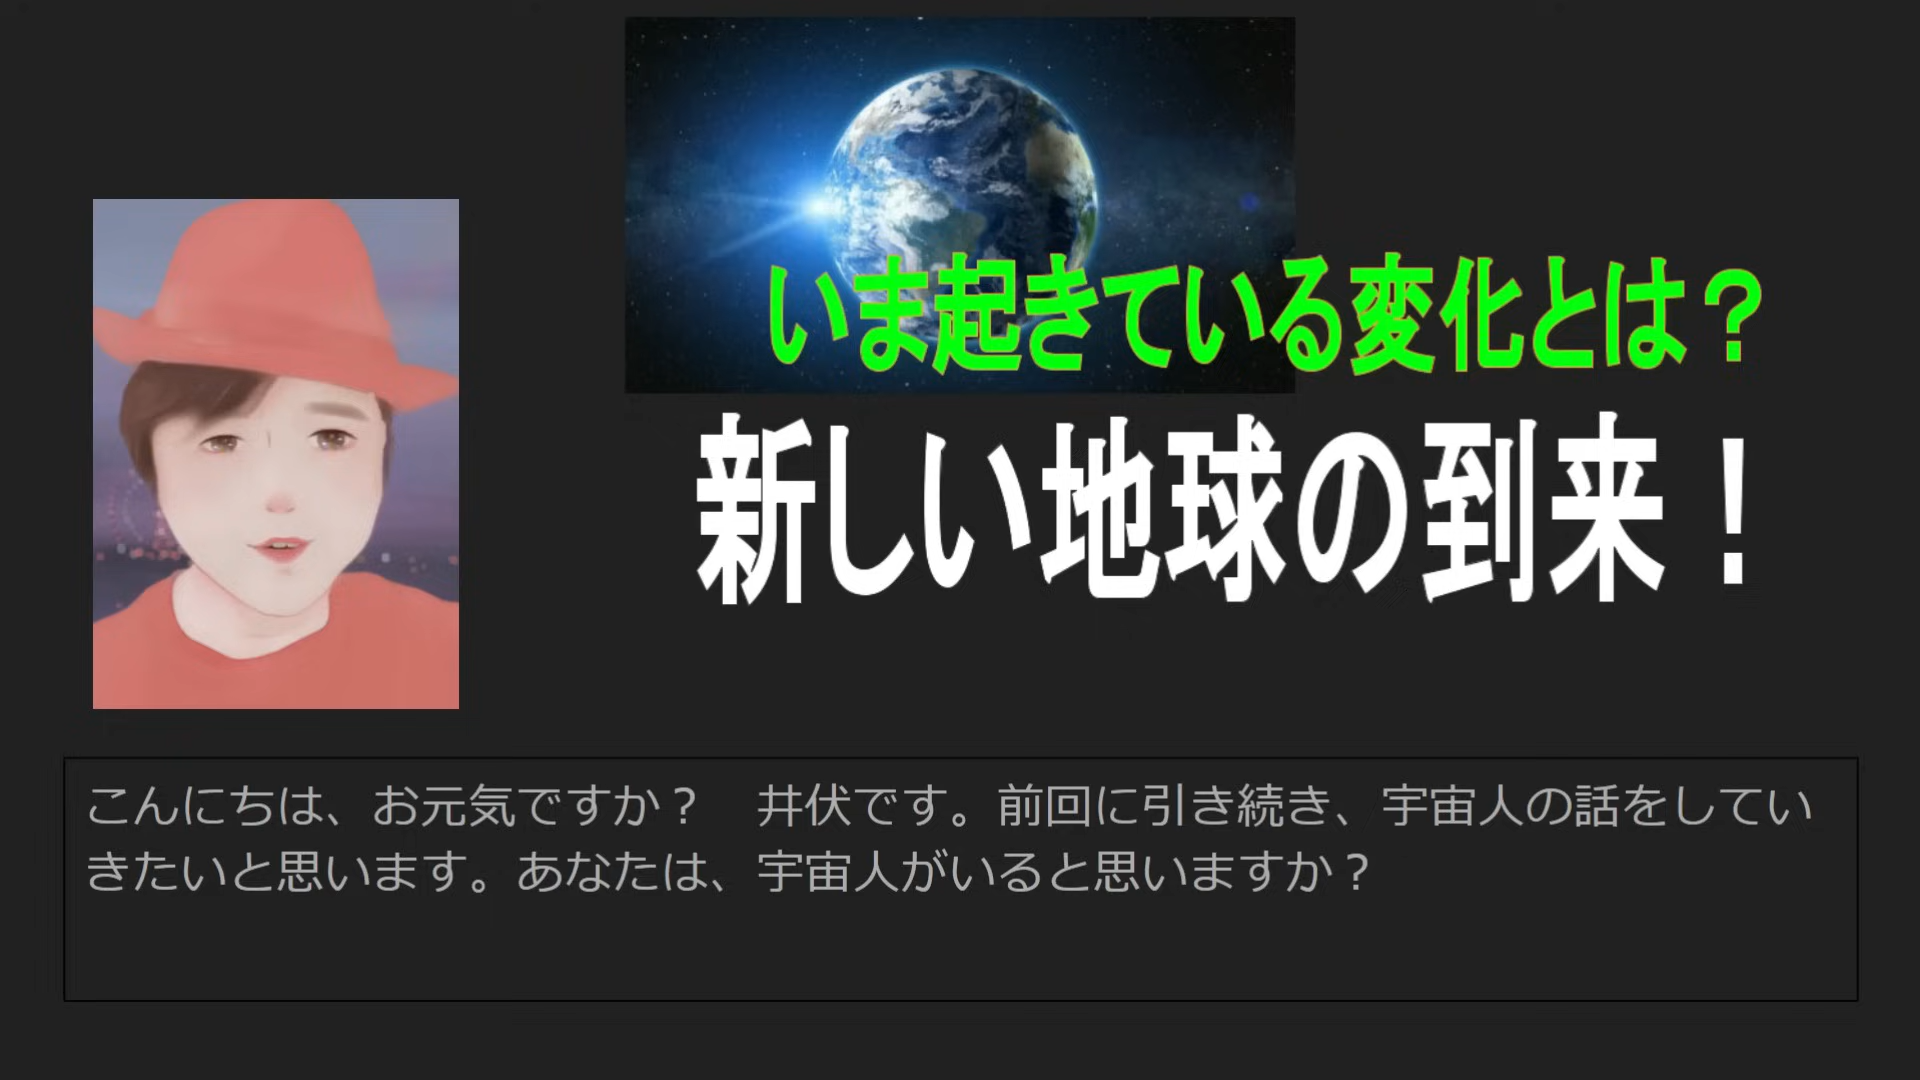 いま起きている変化とは？
新しい地球の到来！
こんにちは、お元気ですか？　井伏です。前回に引き続き、宇宙人の話をしてい
きたいと思います。あなたは、宇宙人がいると思いますか？